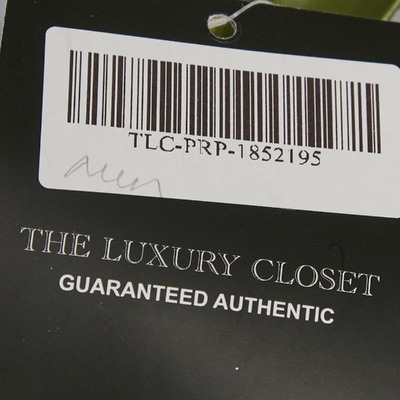 TLC-PRP-1852195
THE LUXURY CLOSET
GUARANTEED AUTHENTIC